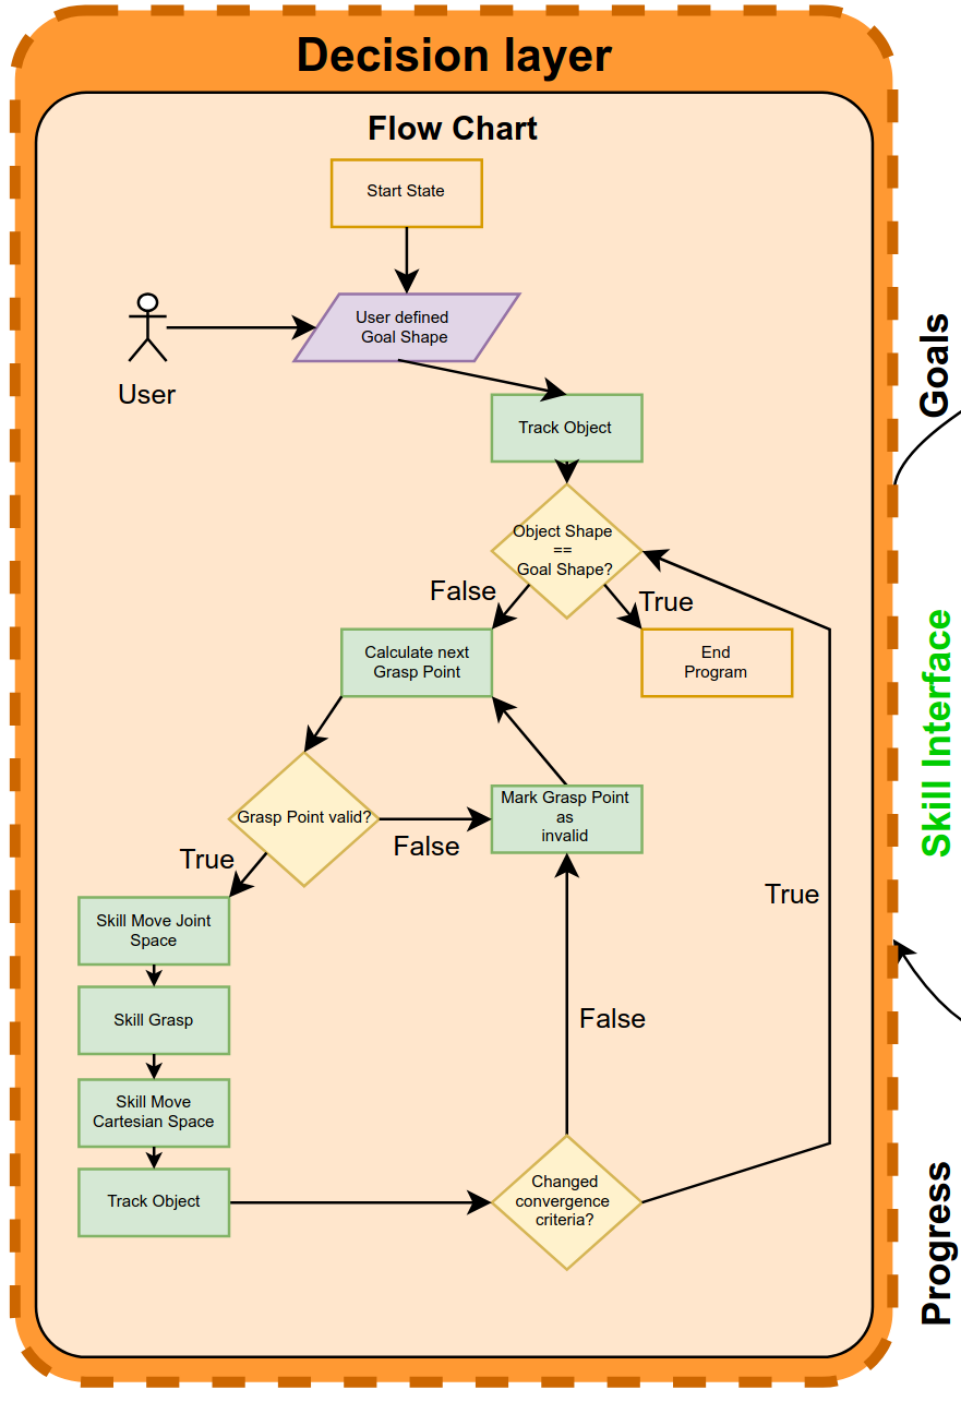 Decision layer
Flow Chart
Start State
User defined
Goal Shape
User
Track Object
Object Shape
==
Goal Shape?
False
True
Calculate next
Grasp Point
End
Program
Grasp Point valid?
False
True
Mark Grasp Point
as
invalid
Skill Move Joint
Space
Skill Grasp
Skill Move
Cartesian Space
Track Object
Changed
convergence
criteria?
False
True
Goals
Skill Interface
Progress